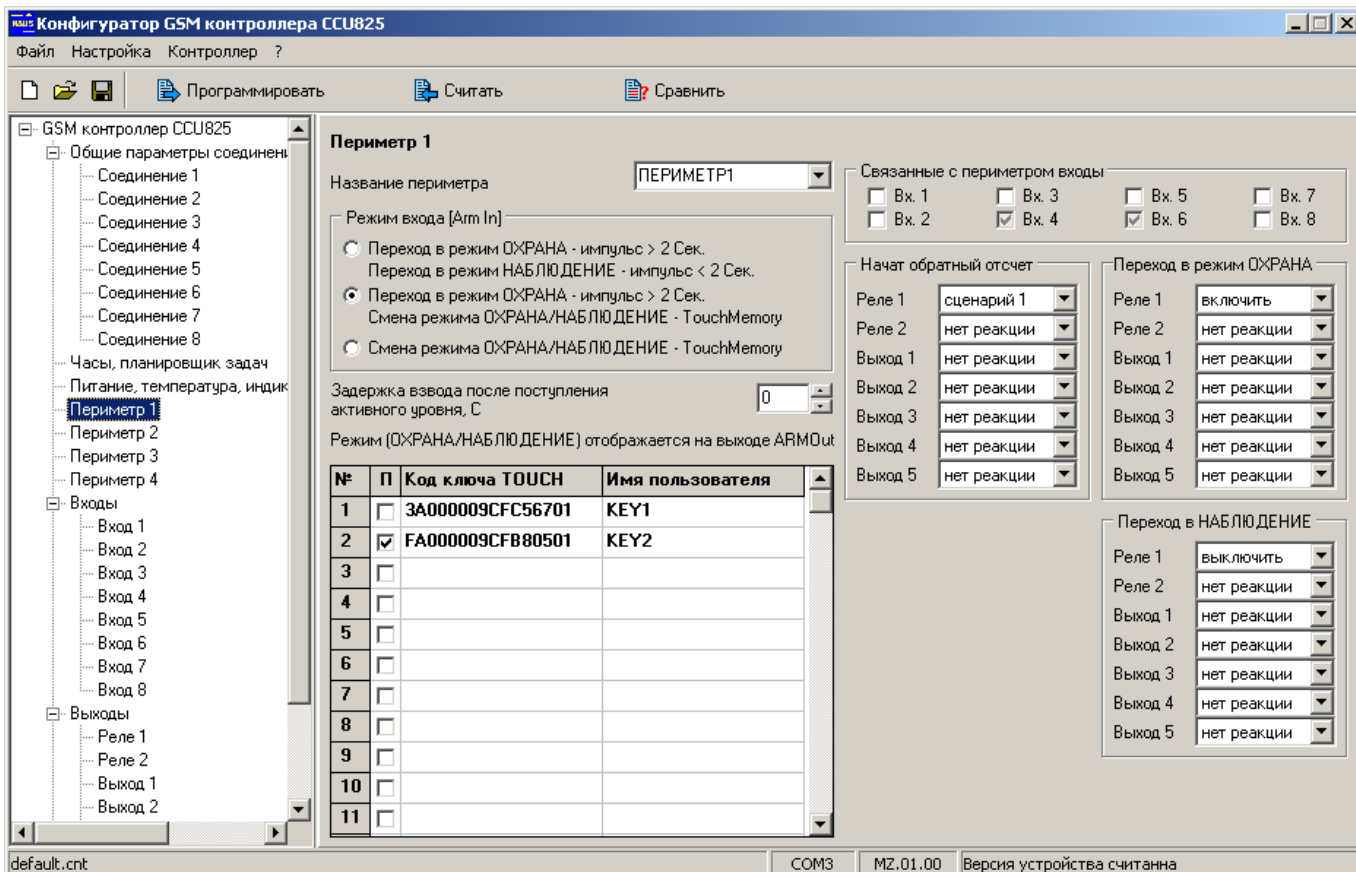 Конфигуратор GSM контроллера CCU825
Файл Настройка Контроллер ?
Программировать Считать Сравнить
GSM контроллер CCU825
Общие параметры соединени
Соединение 1
Соединение 2
Соединение 3
Соединение 4
Соединение 5
Соединение 6
Соединение 7
Соединение 8
Часы, планировщик задач
Питание, температура, индик
Периметр 1
Периметр 2
Периметр 3
Периметр 4
Входы
Вход 1
Вход 2
Вход 3
Вход 4
Вход 5
Вход 6
Вход 7
Вход 8
Выходы
Реле 1
Реле 2
Выход 1
Выход 2
Периметр 1
Название периметра ПЕРИМЕТР1
Режим входа [Arm In]
Переход в режим ОХРАНА - импульс > 2 Сек.
Переход в режим НАБЛЮДЕНИЕ - импульс < 2 Сек.
Переход в режим ОХРАНА - импульс > 2 Сек.
Смена режима ОХРАНА/НАБЛЮДЕНИЕ - TouchMemory
Смена режима ОХРАНА/НАБЛЮДЕНИЕ - TouchMemory
Задержка взвода после поступления
активного уровня, С 0
Режим (ОХРАНА/НАБЛЮДЕНИЕ) отображается на выходе ARMOut
№ П Код ключа TOUCH Имя пользователя
1 3A000009CFC56701 KEY1
2 FA000009CFB80501 KEY2
3
4
5
6
7
8
9
10
11
Связанные с периметром входы
Вх. 1 Вх. 3 Вх. 5 Вх. 7
Вх. 2 Вх. 4 Вх. 6 Вх. 8
Начат обратный отсчет
Реле 1 сценарий 1
Реле 2 нет реакции
Выход 1 нет реакции
Выход 2 нет реакции
Выход 3 нет реакции
Выход 4 нет реакции
Выход 5 нет реакции
Переход в режим ОХРАНА
Реле 1 включить
Реле 2 нет реакции
Выход 1 нет реакции
Выход 2 нет реакции
Выход 3 нет реакции
Выход 4 нет реакции
Выход 5 нет реакции
Переход в НАБЛЮДЕНИЕ
Реле 1 выключить
Реле 2 нет реакции
Выход 1 нет реакции
Выход 2 нет реакции
Выход 3 нет реакции
Выход 4 нет реакции
Выход 5 нет реакции
default.cnt COM3 MZ.01.00 Версия устройства считанна